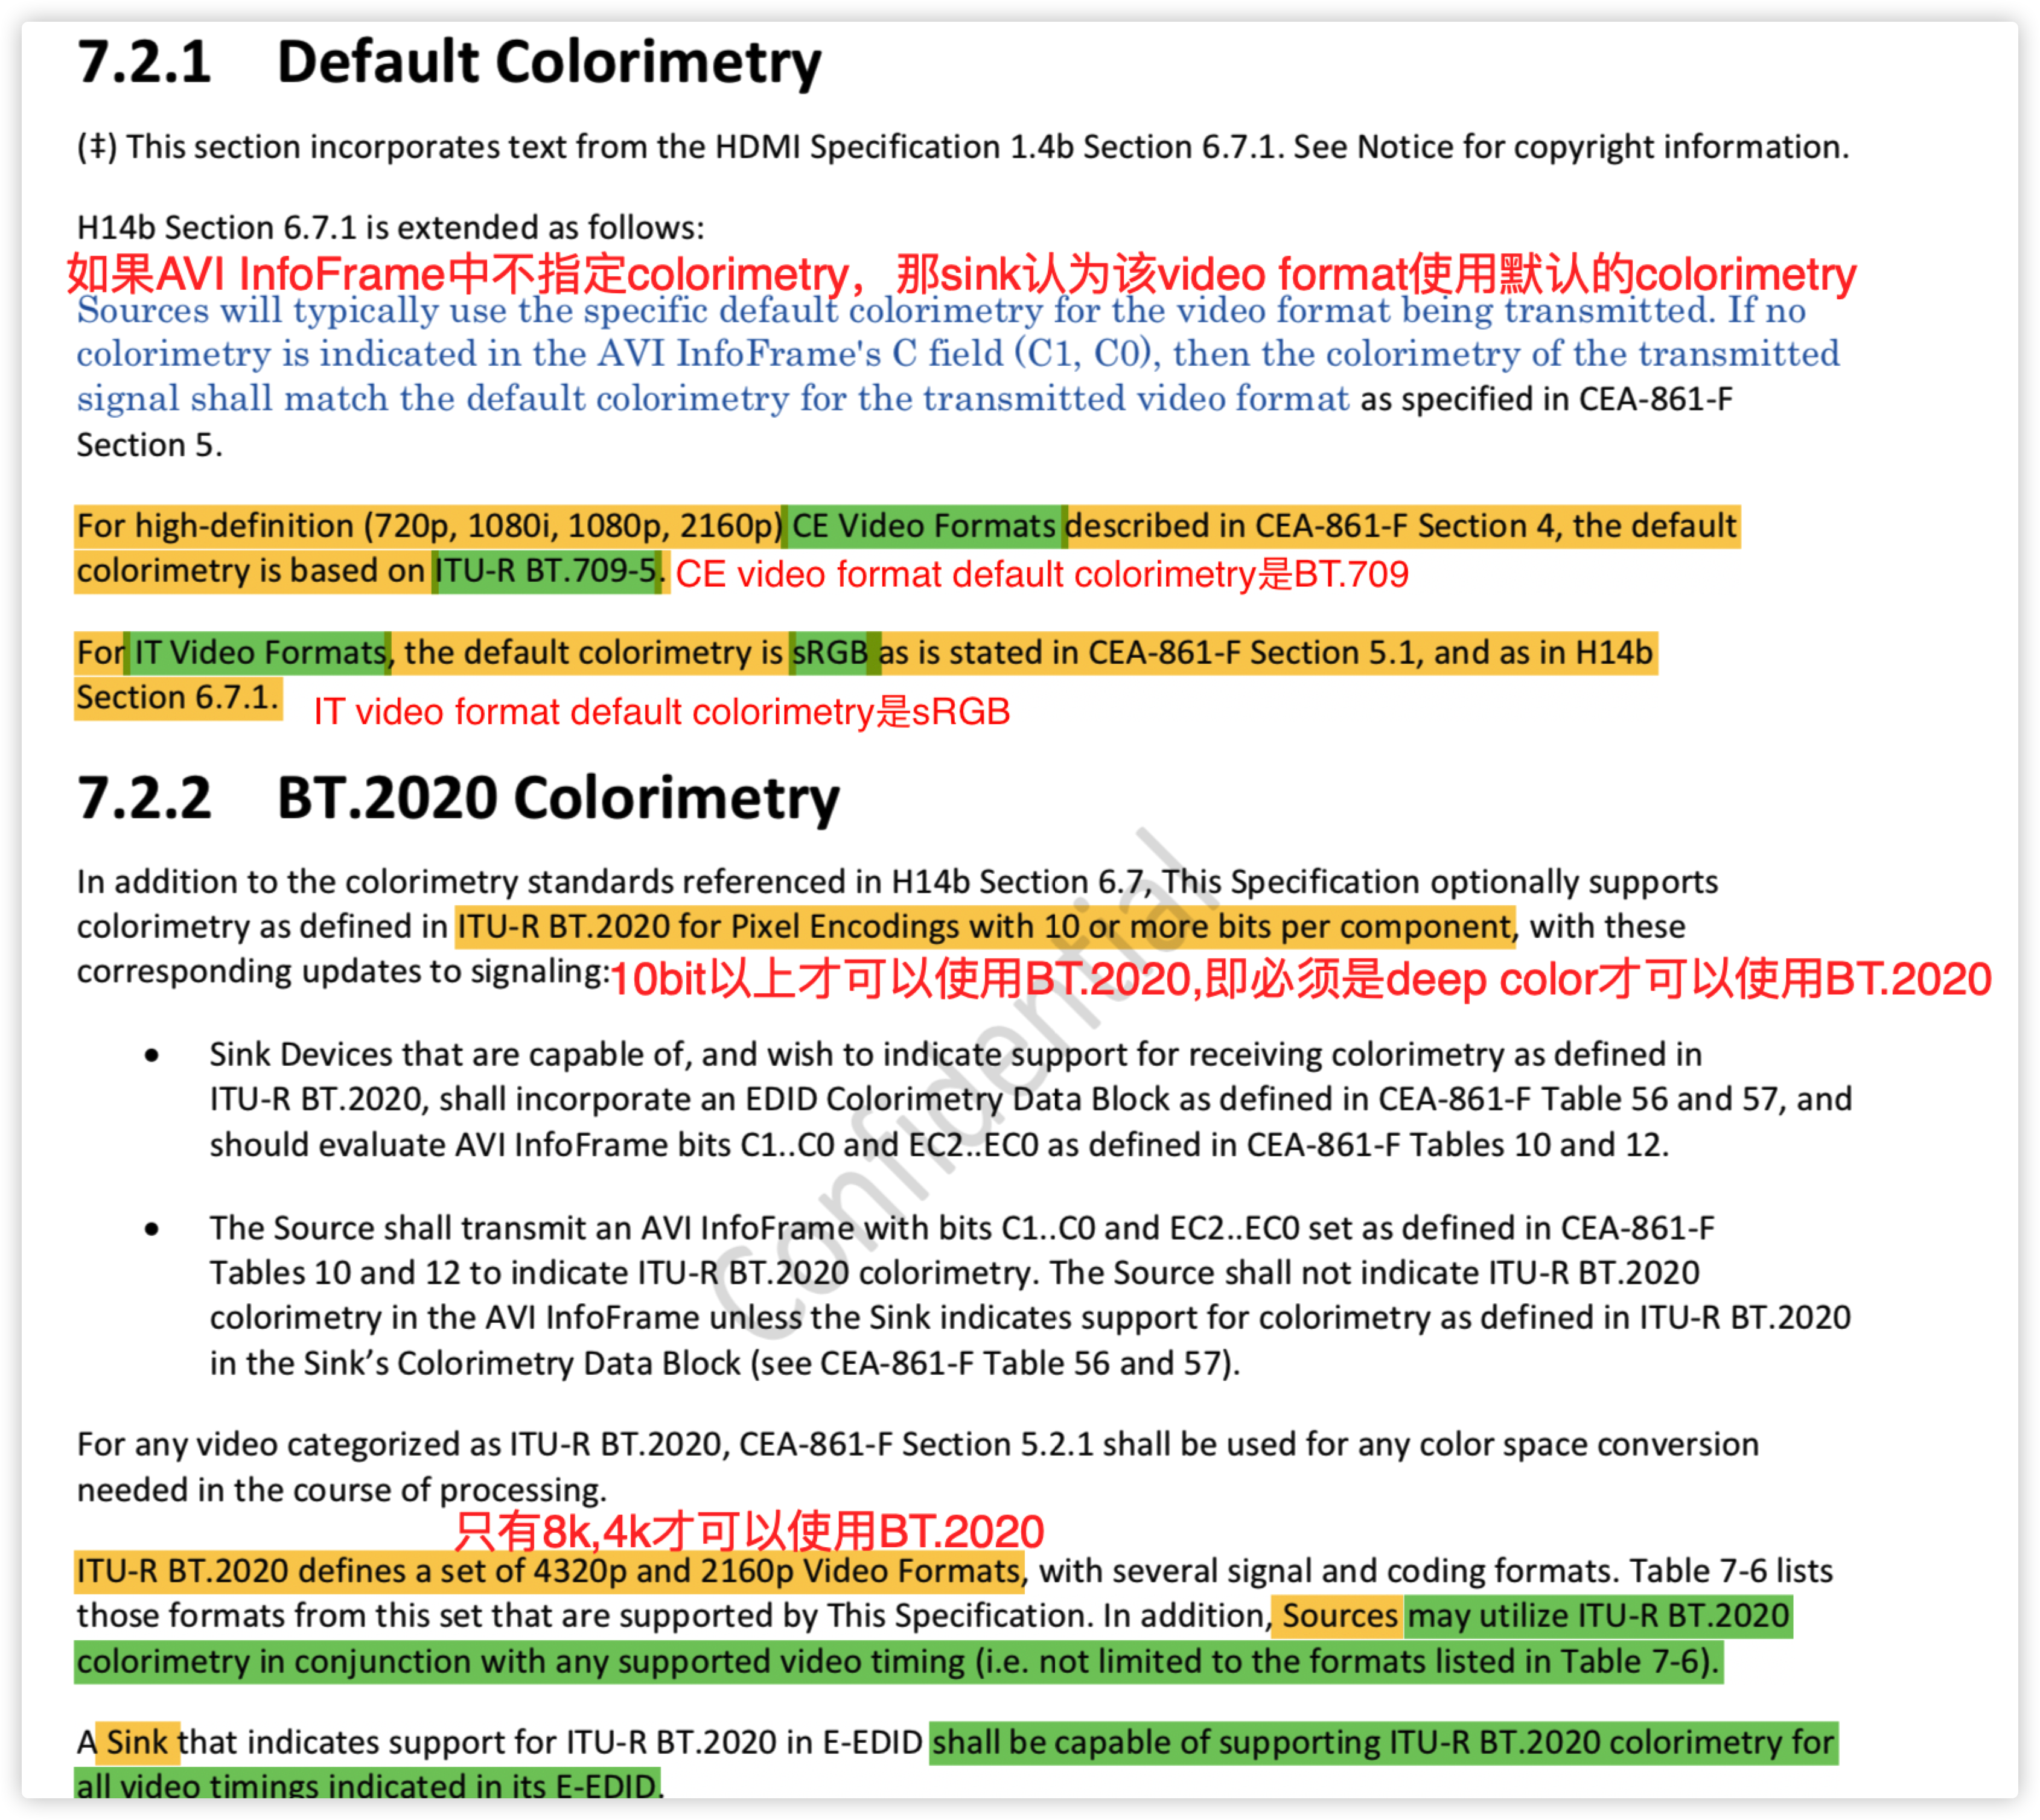 7.2.1 Default Colorimetry
(‡) This section incorporates text from the HDMI Specification 1.4b Section 6.7.1. See Notice for copyright information.
H14b Section 6.7.1 is extended as follows:
如果AVI InfoFrame中不指定colorimetry，那sink认为该video format使用默认的colorimetry
Sources will typically use the specific default colorimetry for the video format being transmitted. If no
colorimetry is indicated in the AVI InfoFrame's C field (C1, C0), then the colorimetry of the transmitted
signal shall match the default colorimetry for the transmitted video format as specified in CEA-861-F
Section 5.
For high-definition (720p, 1080i, 1080p, 2160p) CE Video Formats described in CEA-861-F Section 4, the default
colorimetry is based on ITU-R BT.709-5. CE video format default colorimetry是BT.709
For IT Video Formats, the default colorimetry is sRGB as is stated in CEA-861-F Section 5.1, and as in H14b
Section 6.7.1. IT video format default colorimetry是sRGB
7.2.2 BT.2020 Colorimetry
In addition to the colorimetry standards referenced in H14b Section 6.7, This Specification optionally supports
colorimetry as defined in ITU-R BT.2020 for Pixel Encodings with 10 or more bits per component, with these
corresponding updates to signaling:10bit以上才可以使用BT.2020,即必须是deep color才可以使用BT.2020
• Sink Devices that are capable of, and wish to indicate support for receiving colorimetry as defined in
ITU-R BT.2020, shall incorporate an EDID Colorimetry Data Block as defined in CEA-861-F Table 56 and 57, and
should evaluate AVI InfoFrame bits C1..C0 and EC2..EC0 as defined in CEA-861-F Tables 10 and 12.
• The Source shall transmit an AVI InfoFrame with bits C1..C0 and EC2..EC0 set as defined in CEA-861-F
Tables 10 and 12 to indicate ITU-R BT.2020 colorimetry. The Source shall not indicate ITU-R BT.2020
colorimetry in the AVI InfoFrame unless the Sink indicates support for colorimetry as defined in ITU-R BT.2020
in the Sink’s Colorimetry Data Block (see CEA-861-F Table 56 and 57).
For any video categorized as ITU-R BT.2020, CEA-861-F Section 5.2.1 shall be used for any color space conversion
needed in the course of processing.
只有8k,4k才可以使用BT.2020
ITU-R BT.2020 defines a set of 4320p and 2160p Video Formats, with several signal and coding formats. Table 7-6 lists
those formats from this set that are supported by This Specification. In addition, Sources may utilize ITU-R BT.2020
colorimetry in conjunction with any supported video timing (i.e. not limited to the formats listed in Table 7-6).
A Sink that indicates support for ITU-R BT.2020 in E-EDID shall be capable of supporting ITU-R BT.2020 colorimetry for
all video timings indicated in its E-EDID.
Confidential